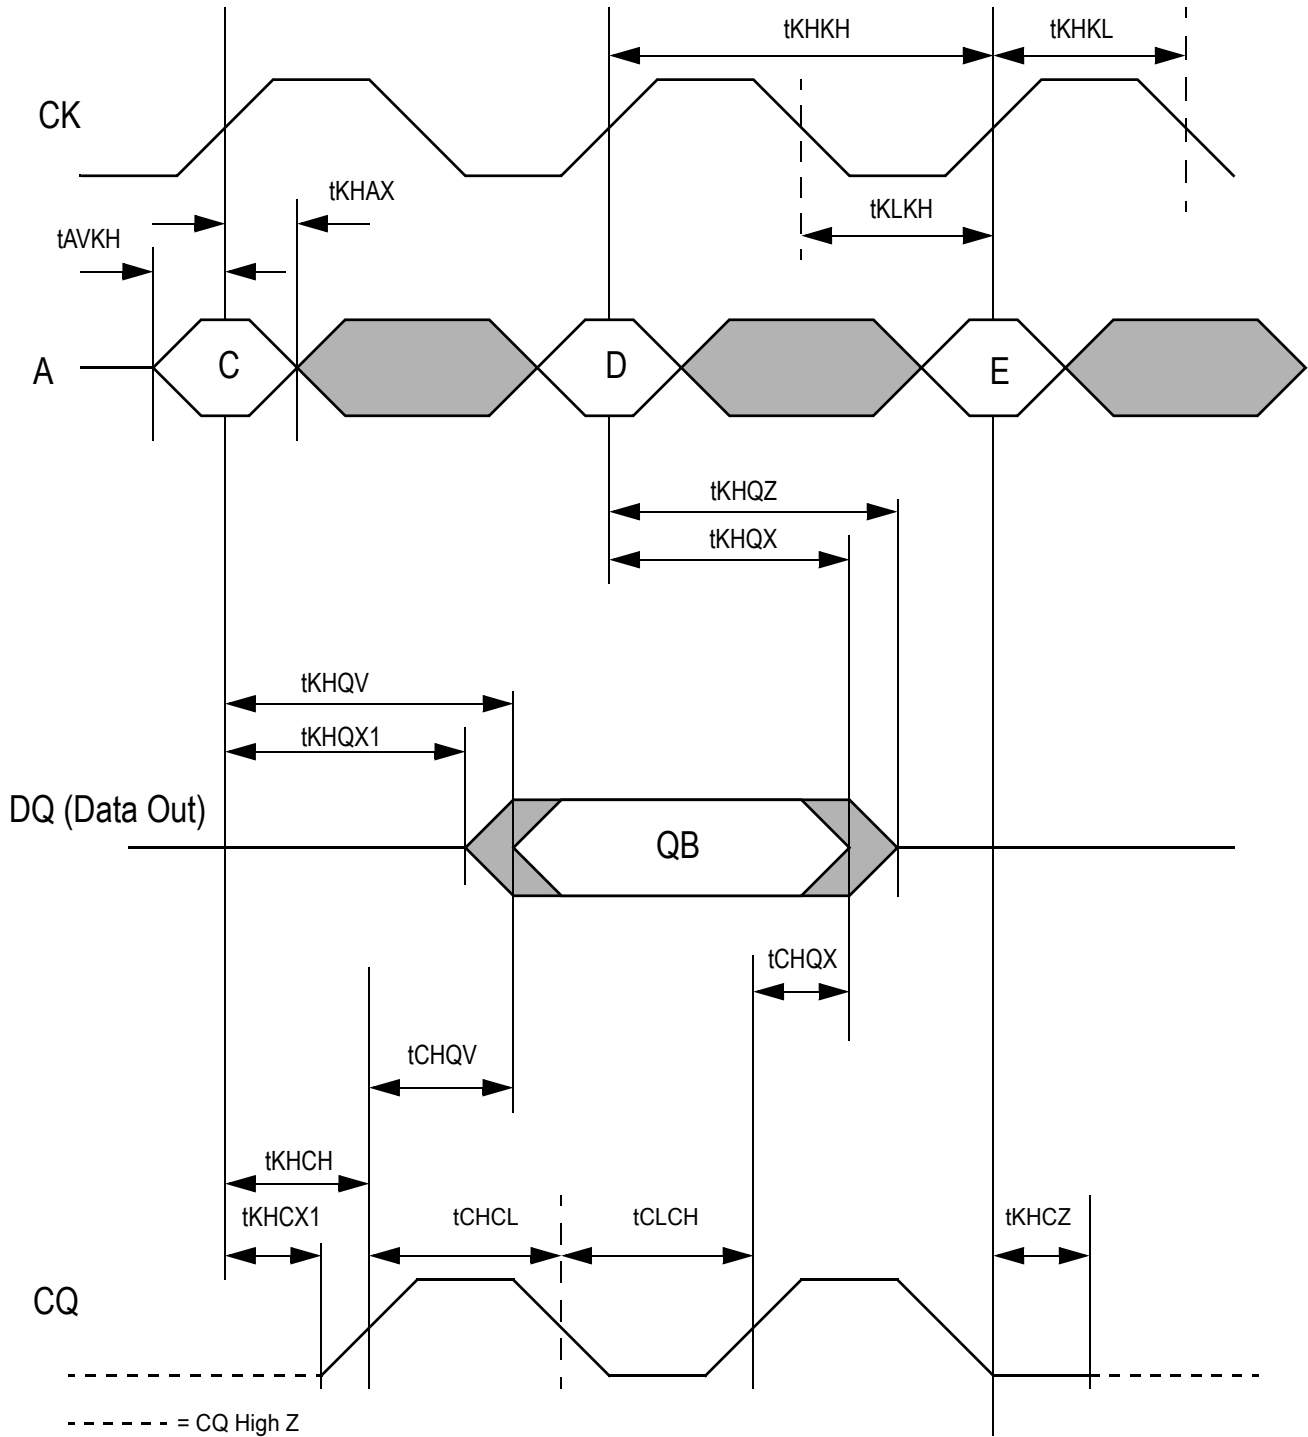 tKHKH
tKHKL
CK
tKHAX
tKLKH
tAVKH
A
C
D
E
tKHQZ
tKHQX
tKHQV
tKHQX1
DQ (Data Out)
QB
tCHQX
tCHQV
tKHCH
tKHCX1
tCHCL
tCLCH
tKHCZ
CQ
= CQ High Z